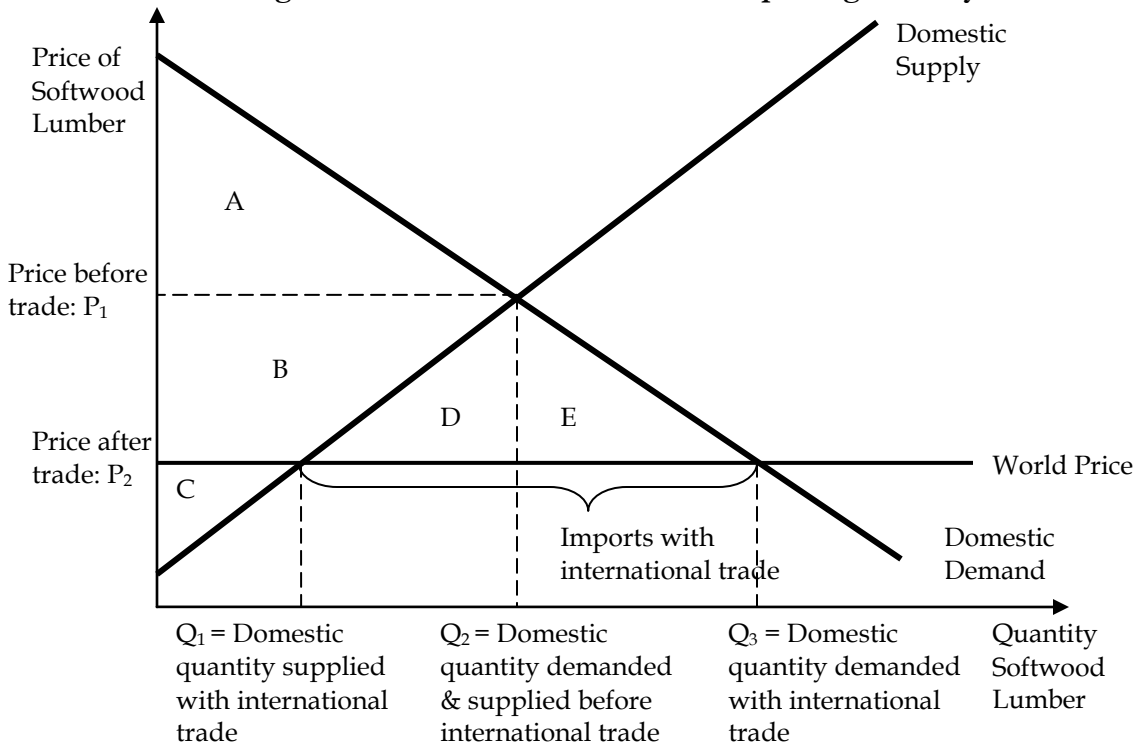 Domestic
Supply
Price of
Softwood
Lumber
A
Price before
trade: P₁
B
D
E
Price after
trade: P₂
World Price
C
Imports with
international trade
Domestic
Demand
Q₁ = Domestic
quantity supplied
with international
trade
Q₂ = Domestic
quantity demanded
& supplied before
international trade
Q₃ = Domestic
quantity demanded
with international
trade
Quantity
Softwood
Lumber